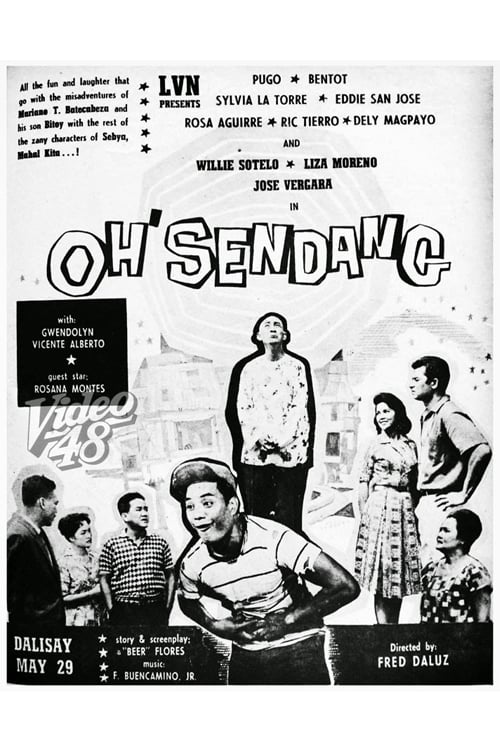 All the fun and laughter that
go with the misadventures of
Mariano T. Batecabeza and
his son Bitoy with the rest of
the zany characters of Sebya,
Mahal Kita...!
LVN
PRESENTS
PUGO ★ BENTOT
SYLVIA LA TORRE ★ EDDIE SAN JOSE
ROSA AGUIRRE ★ RIC TIERRO ★ DELY MAGPAYO
AND
WILLIE SOTELO ★ LIZA MORENO
JOSE VERGARA
IN
OH' SENDANG
with:
GWENDOLYN
VICENTE ALBERTO
★
guest star;
ROSANA MONTES
Video
48
DALISAY
MAY 29
story & screenplay;
"BEER" FLORES
music:
F. BUENCAMINO, JR.
Directed by:
FRED DALUZ